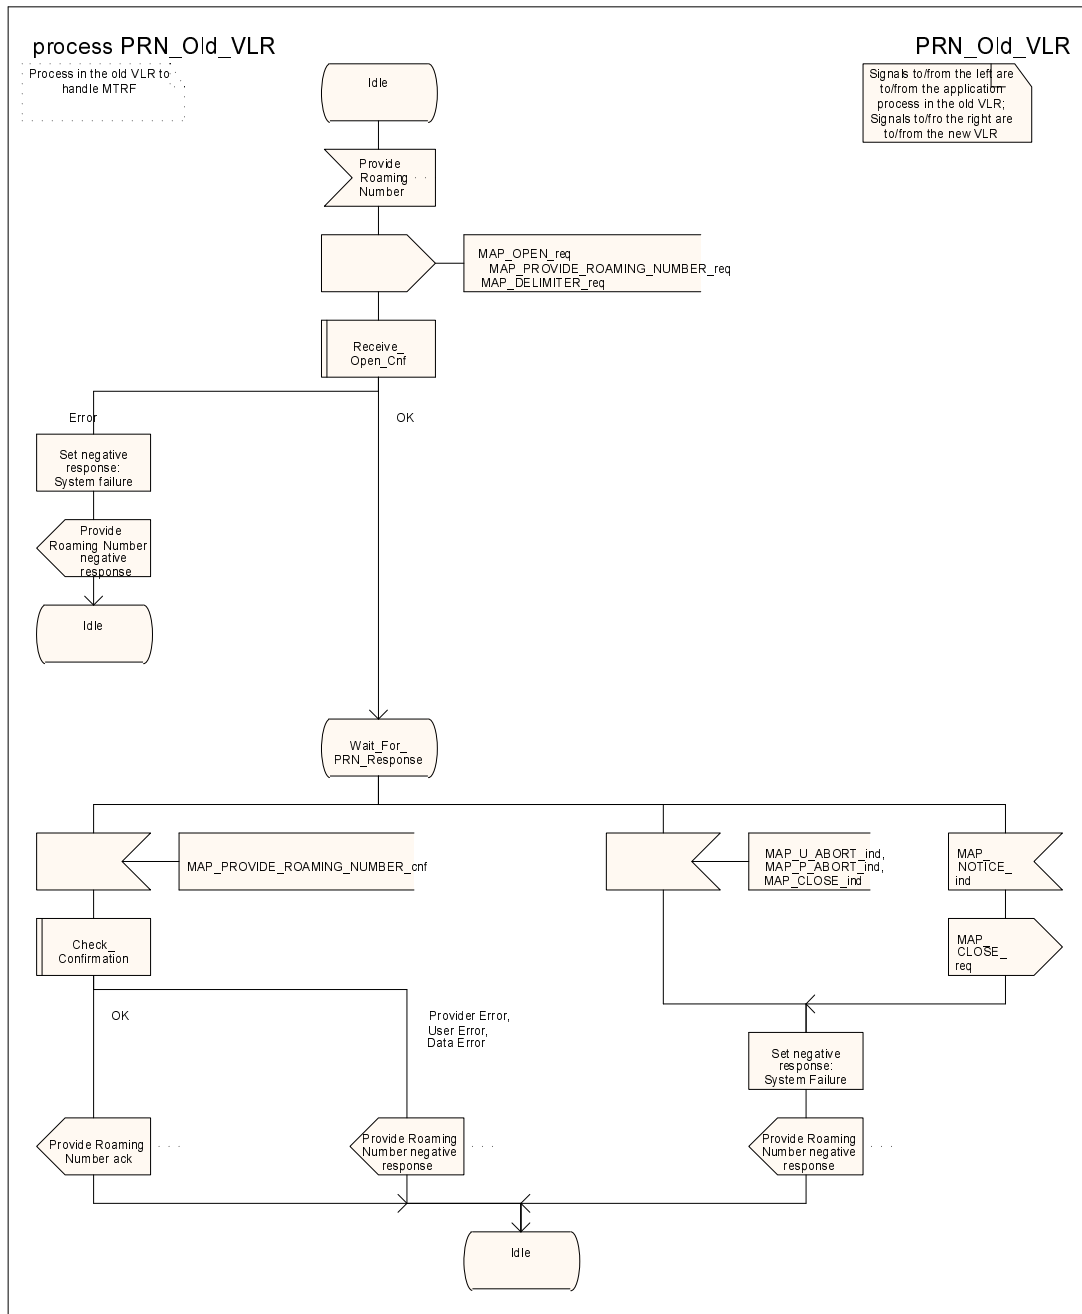 process PRN_Old_VLR
PRN_Old_VLR
Process in the old VLR to
handle MTRF
Signals to/from the left are
to/from the application
process in the old VLR;
Signals to/fro the right are
to/from the new VLR
Idle
Provide
Roaming
Number
MAP_OPEN_req
MAP_PROVIDE_ROAMING_NUMBER_req
MAP_DELIMITER_req
Receive_
Open_Cnf
Error
OK
Set negative
response:
System failure
Provide
Roaming Number
negative
response
Idle
Wait_For_
PRN_Response
MAP_PROVIDE_ROAMING_NUMBER_cnf
MAP_U_ABORT_ind,
MAP_P_ABORT_ind,
MAP_CLOSE_ind
MAP_
NOTICE_
ind
Check_
Confirmation
MAP_
CLOSE_
req
OK
Provider Error,
User Error,
Data Error
Set negative
response:
System Failure
Provide Roaming
Number ack
Provide Roaming
Number negative
response
Provide Roaming
Number negative
response
Idle